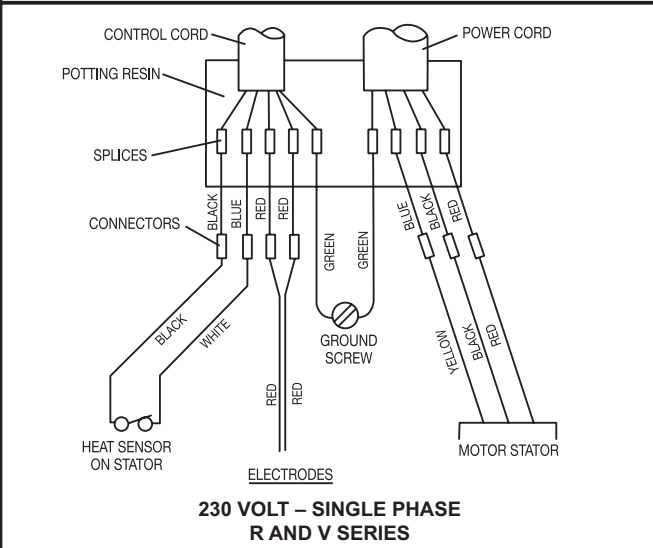 CONTROL CORD
POWER CORD
POTTING RESIN
SPLICES
CONNECTORS
BLACK
BLUE
RED
RED
GREEN
GREEN
BLUE
BLACK
RED
BLACK
WHITE
GROUND
SCREW
YELLOW
BLACK
RED
RED
RED
HEAT SENSOR
ON STATOR
MOTOR STATOR
ELECTRODES
230 VOLT – SINGLE PHASE
R AND V SERIES